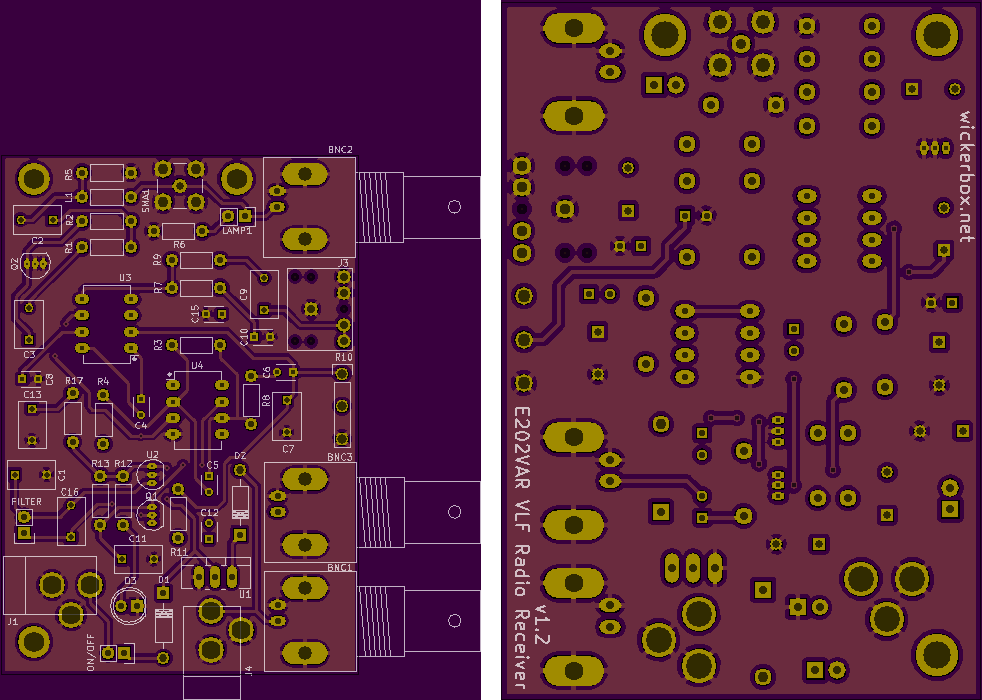 BNC2
R5
L1
SMA1
R2
C2
LAMP1
R1
R6
Q2
R9
J3
U3
R7
C9
C15
C10
C3
R3
R10
U4
C8
C6
R17
R4
C13
R8
C4
C7
U2
D2
BNC3
R13
R12
C5
C1
FILTER
C16
Q1
C12
C11
R11
BNC1
Q3
D1
U1
J1
ON/OFF
J4
wickerbox.net
E202VAR VLF Radio Receiver
v1.2